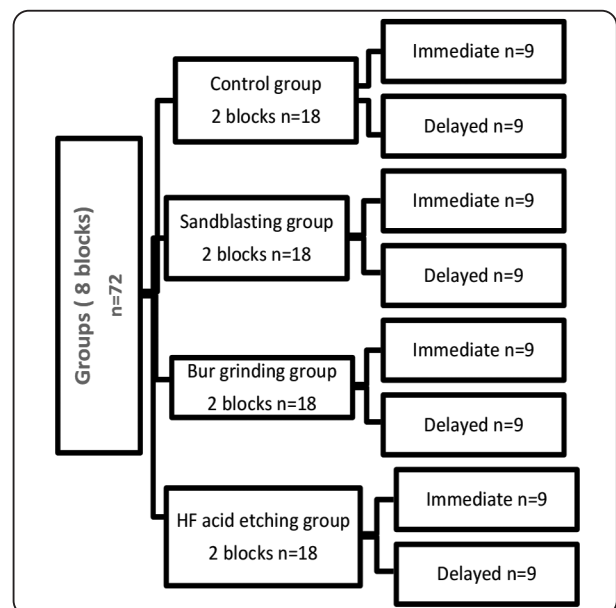 Groups ( 8 blocks)
n=72
Control group
2 blocks n=18
Immediate n=9
Delayed n=9
Sandblasting group
2 blocks n=18
Immediate n=9
Delayed n=9
Bur grinding group
2 blocks n=18
Immediate n=9
Delayed n=9
HF acid etching group
2 blocks n=18
Immediate n=9
Delayed n=9